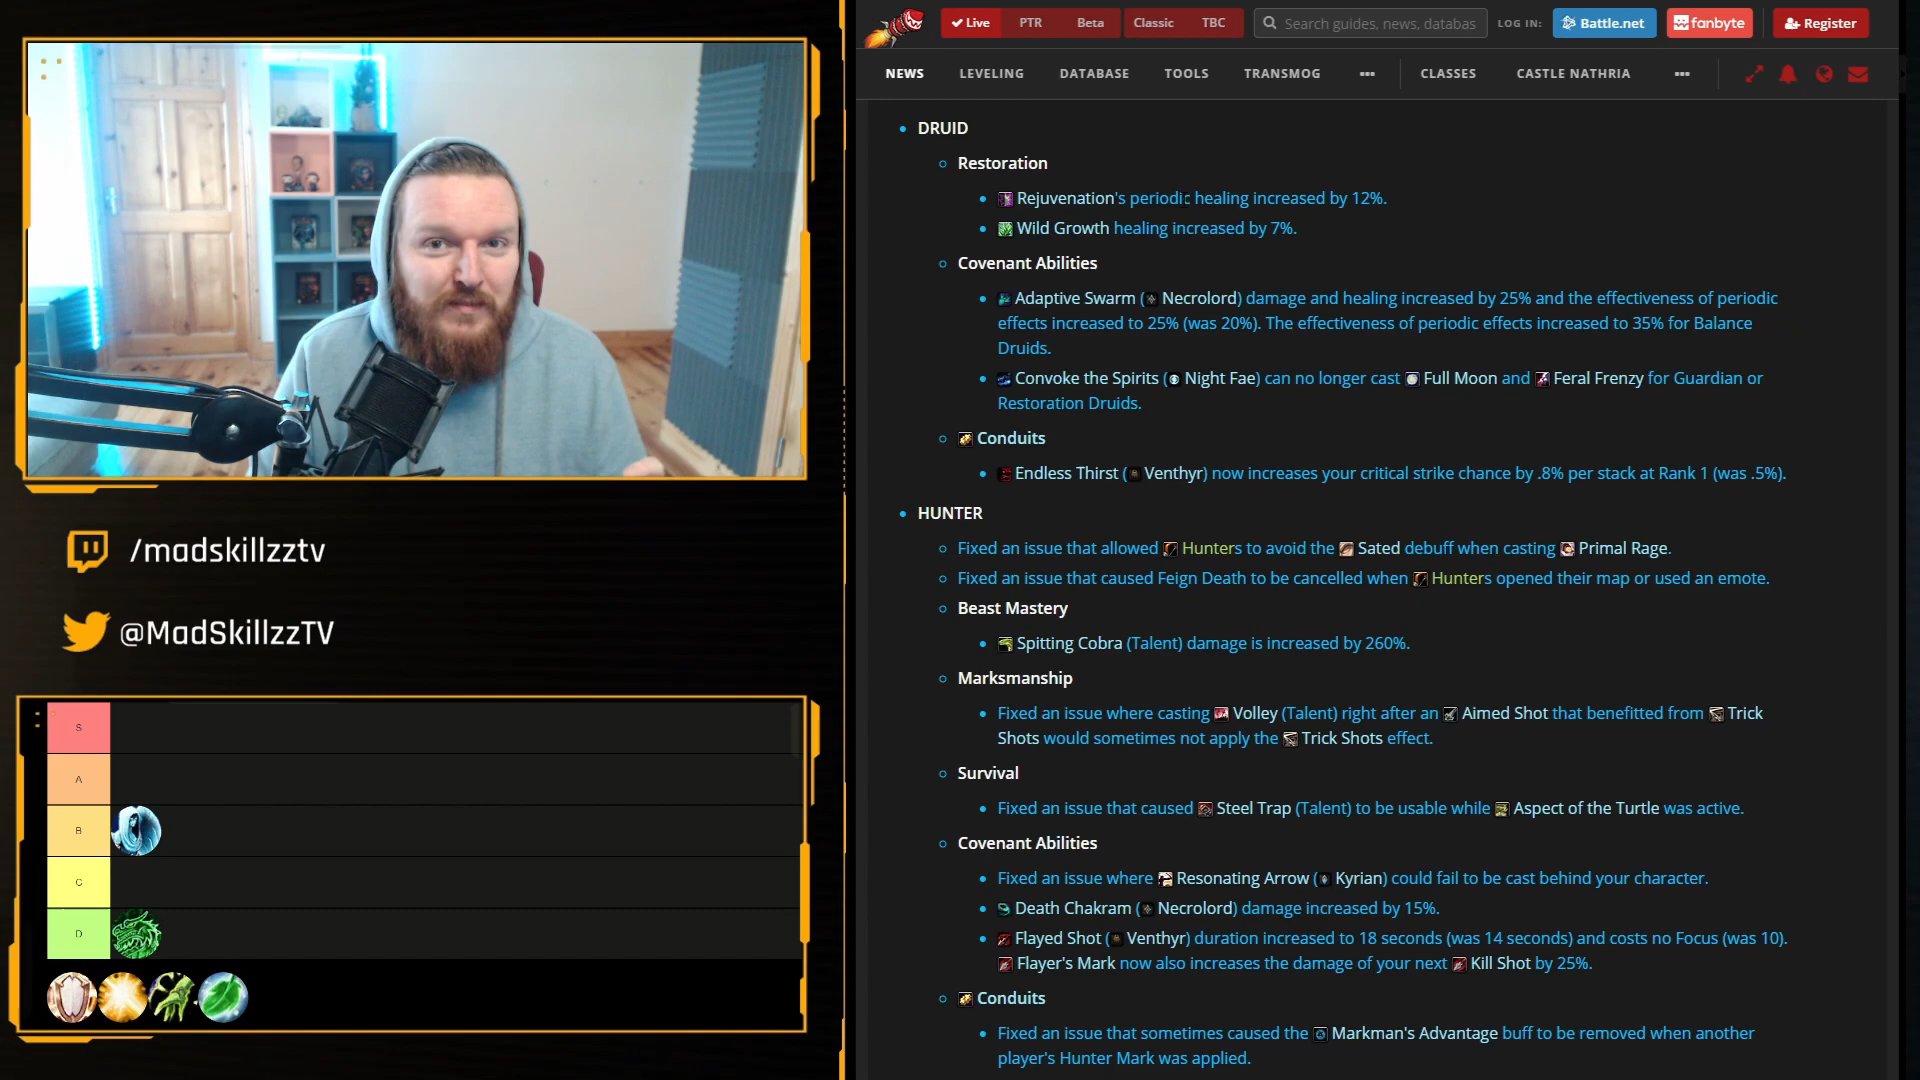 /madskillzztv
@MadSkillzzTV
S
A
B
C
D
Live
PTR
Beta
Classic
TBC
Search guides, news, databas
LOG IN:
Battle.net
fanbyte
Register
NEWS
LEVELING
DATABASE
TOOLS
TRANSMOG
CLASSES
CASTLE NATHRIA
DRUID
Restoration
Rejuvenation's periodic healing increased by 12%.
Wild Growth healing increased by 7%.
Covenant Abilities
Adaptive Swarm ( Necrolord) damage and healing increased by 25% and the effectiveness of periodic
effects increased to 25% (was 20%). The effectiveness of periodic effects increased to 35% for Balance
Druids.
Convoke the Spirits ( Night Fae) can no longer cast Full Moon and Feral Frenzy for Guardian or
Restoration Druids.
Conduits
Endless Thirst ( Venthyr) now increases your critical strike chance by .8% per stack at Rank 1 (was .5%).
HUNTER
Fixed an issue that allowed Hunters to avoid the Sated debuff when casting Primal Rage.
Fixed an issue that caused Feign Death to be cancelled when Hunters opened their map or used an emote.
Beast Mastery
Spitting Cobra (Talent) damage is increased by 260%.
Marksmanship
Fixed an issue where casting Volley (Talent) right after an Aimed Shot that benefitted from Trick
Shots would sometimes not apply the Trick Shots effect.
Survival
Fixed an issue that caused Steel Trap (Talent) to be usable while Aspect of the Turtle was active.
Covenant Abilities
Fixed an issue where Resonating Arrow ( Kyrian) could fail to be cast behind your character.
Death Chakram ( Necrolord) damage increased by 15%.
Flayed Shot ( Venthyr) duration increased to 18 seconds (was 14 seconds) and costs no Focus (was 10).
Flayer's Mark now also increases the damage of your next Kill Shot by 25%.
Conduits
Fixed an issue that sometimes caused the Markman's Advantage buff to be removed when another
player's Hunter Mark was applied.